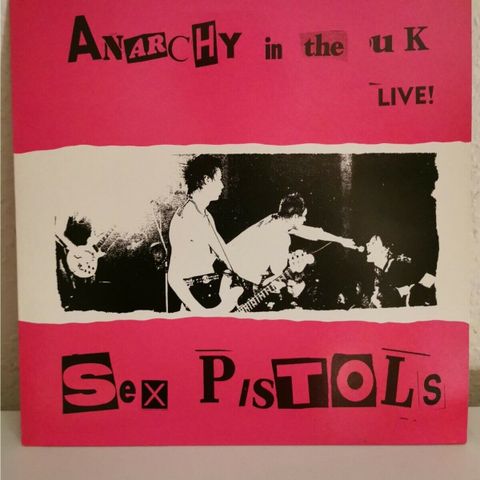 ANARCHY in the uK
LIVE!
Sex PISTOLS